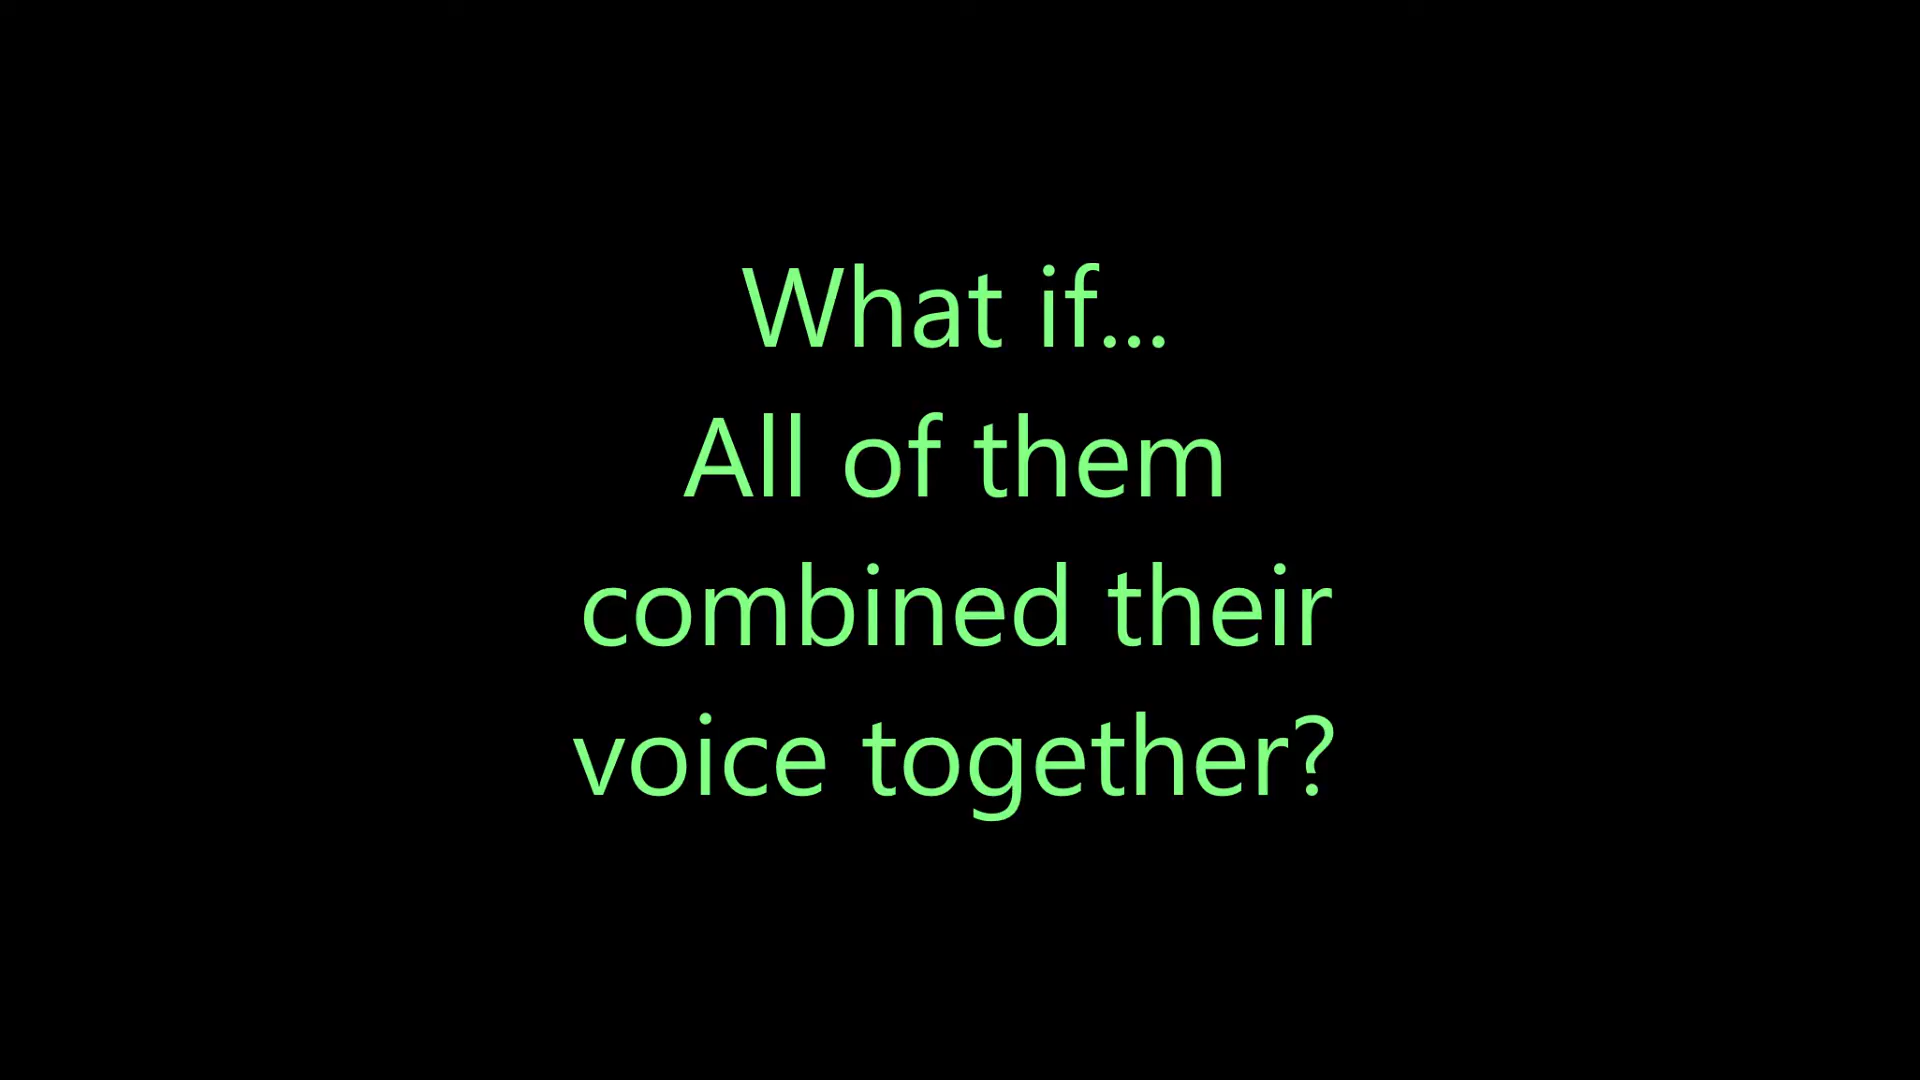 What if...
All of them
combined their
voice together?